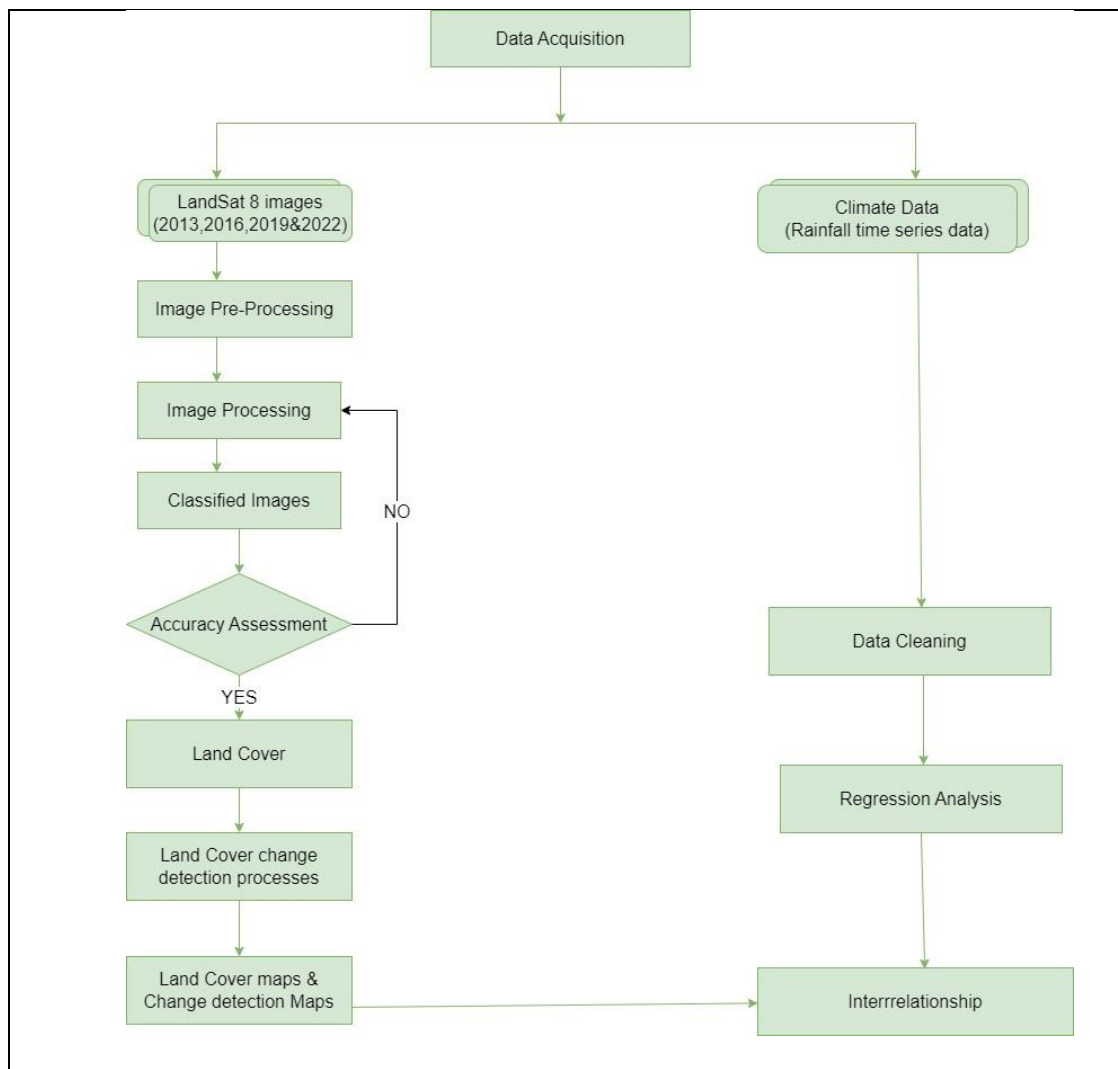 Data Acquisition
LandSat 8 images
(2013,2016,2019&2022)
Climate Data
(Rainfall time series data)
Image Pre-Processing
Image Processing
Classified Images
NO
Accuracy Assessment
YES
Data Cleaning
Land Cover
Regression Analysis
Land Cover change
detection processes
Land Cover maps &
Change detection Maps
Interrrelationship